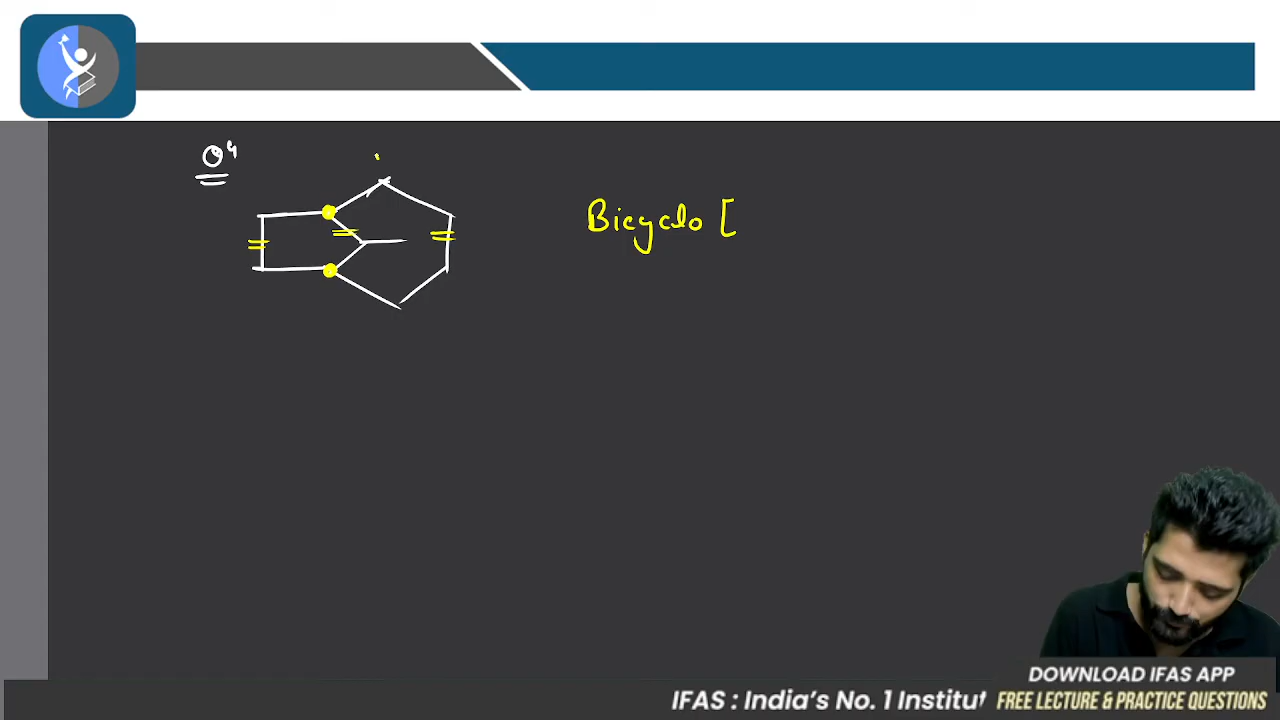 Q4
Bicyclo [
DOWNLOAD IFAS APP
IFAS : India's No. 1 Institut
FREE LECTURE & PRACTICE QUESTIONS